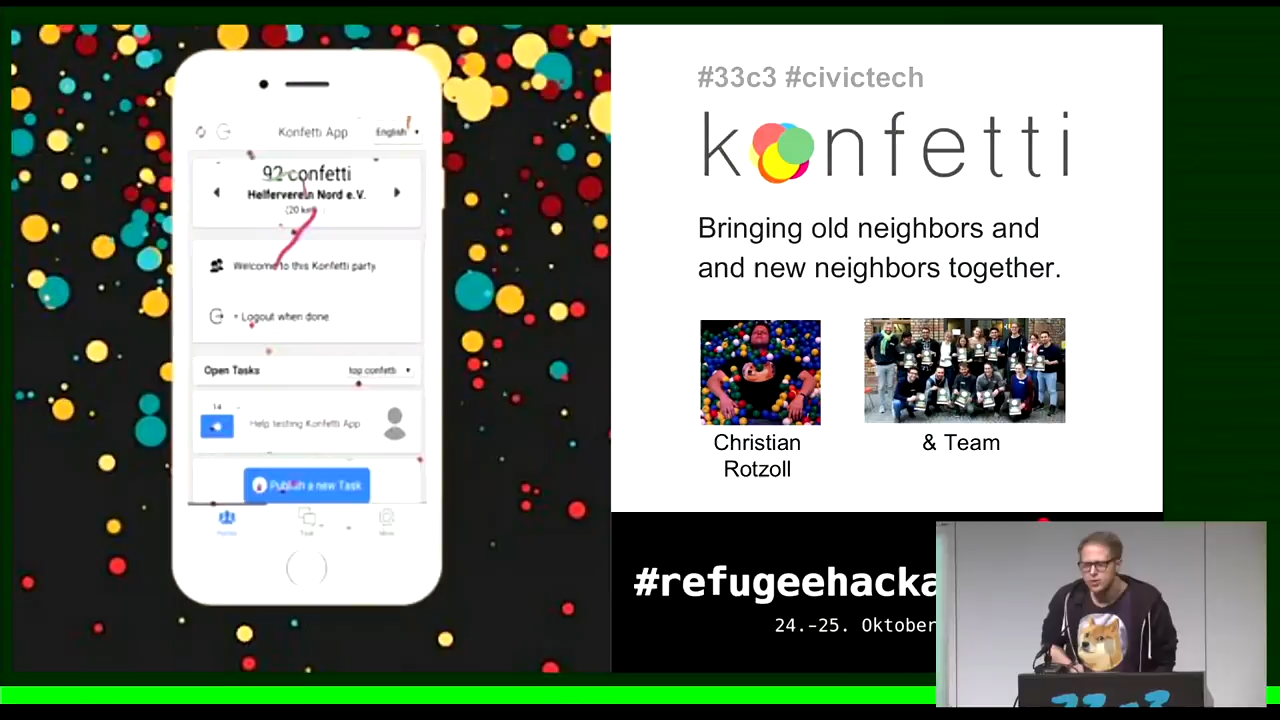 Konfetti App
English
92 confetti
Helferverein Nord e.V.
(20 km)
Welcome to this Konfetti party
• Logout when done
Open Tasks
top confetti
14
Help testing Konfetti App
Publish a new Task
#33c3 #civictech
konfetti
Bringing old neighbors and
and new neighbors together.
Christian
Rotzoll
& Team
#refugeehacka
24.-25. Oktober